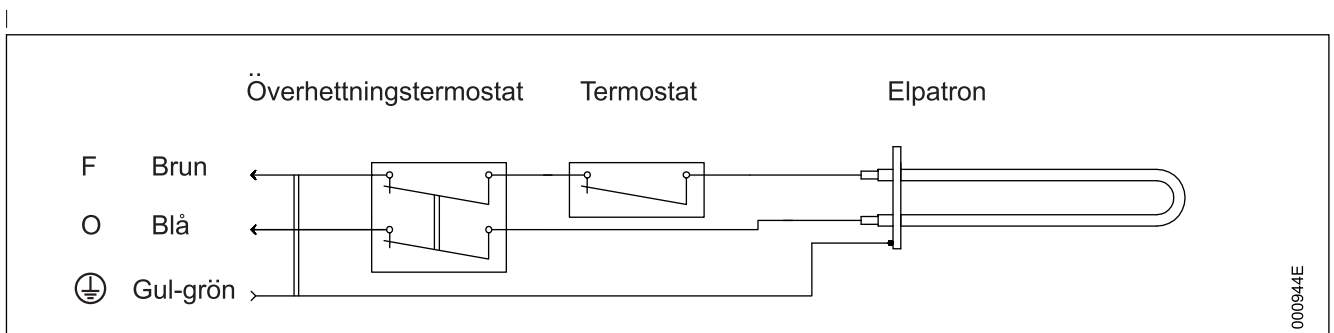 Överhettningstermostat Termostat Elpatron
F Brun
O Blå
Gul-grön
000944E